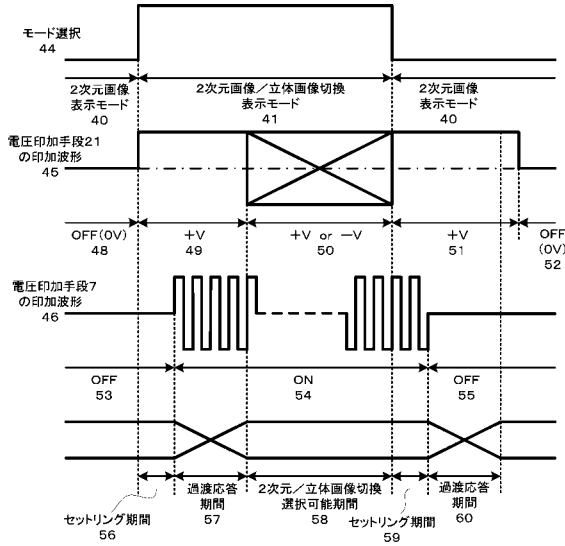 モード選択
44
2次元画像
表示モード
40
2次元画像／立体画像切換
表示モード
41
2次元画像
表示モード
40
電圧印加手段21
の印加波形
45
OFF(0V)
48
＋V
49
＋V or －V
50
＋V
51
OFF
(0V)
52
電圧印加手段7
の印加波形
46
OFF
53
ON
54
OFF
55
セットリング期間
56
過渡応答
期間
57
2次元／立体画像切換
選択可能期間
58
セットリング期間
59
過渡応答
期間
60